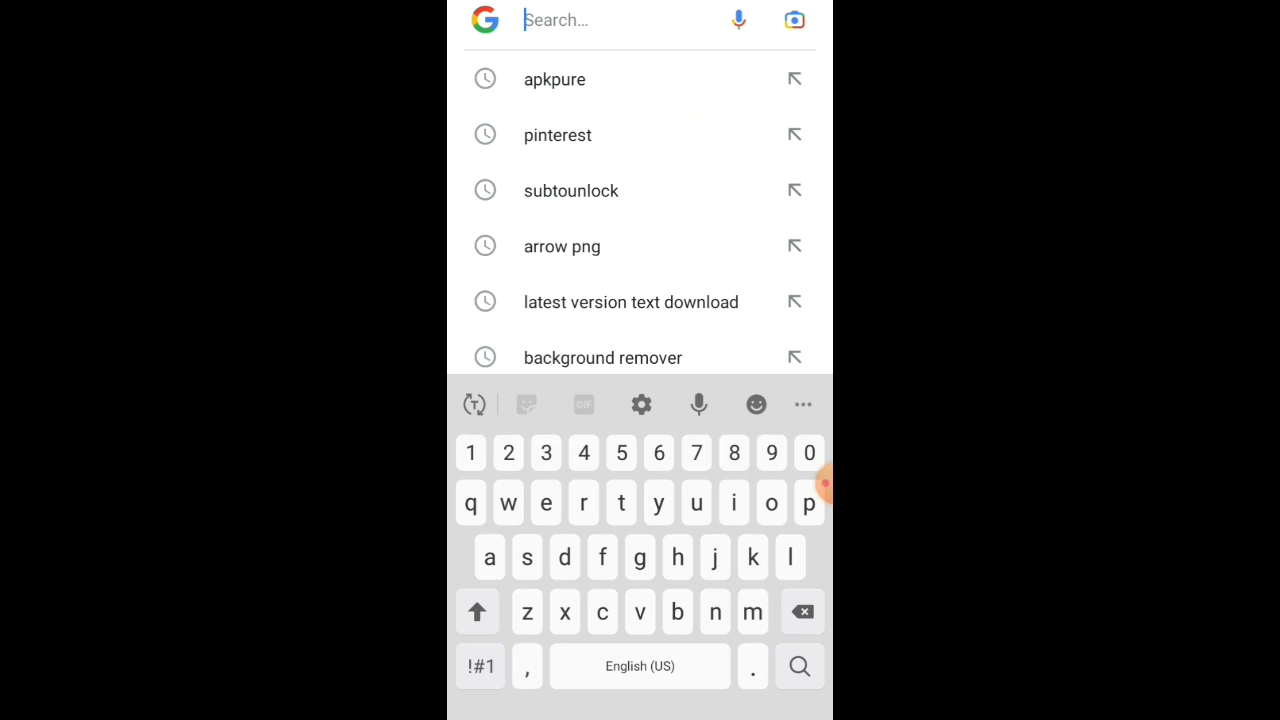 Search...
apkpure
pinterest
subtounlock
arrow png
latest version text download
background remover
T GIF
1 2 3 4 5 6 7 8 9 0
q w e r t y u i o p
a s d f g h j k l
z x c v b n m
!#1 , English (US) .